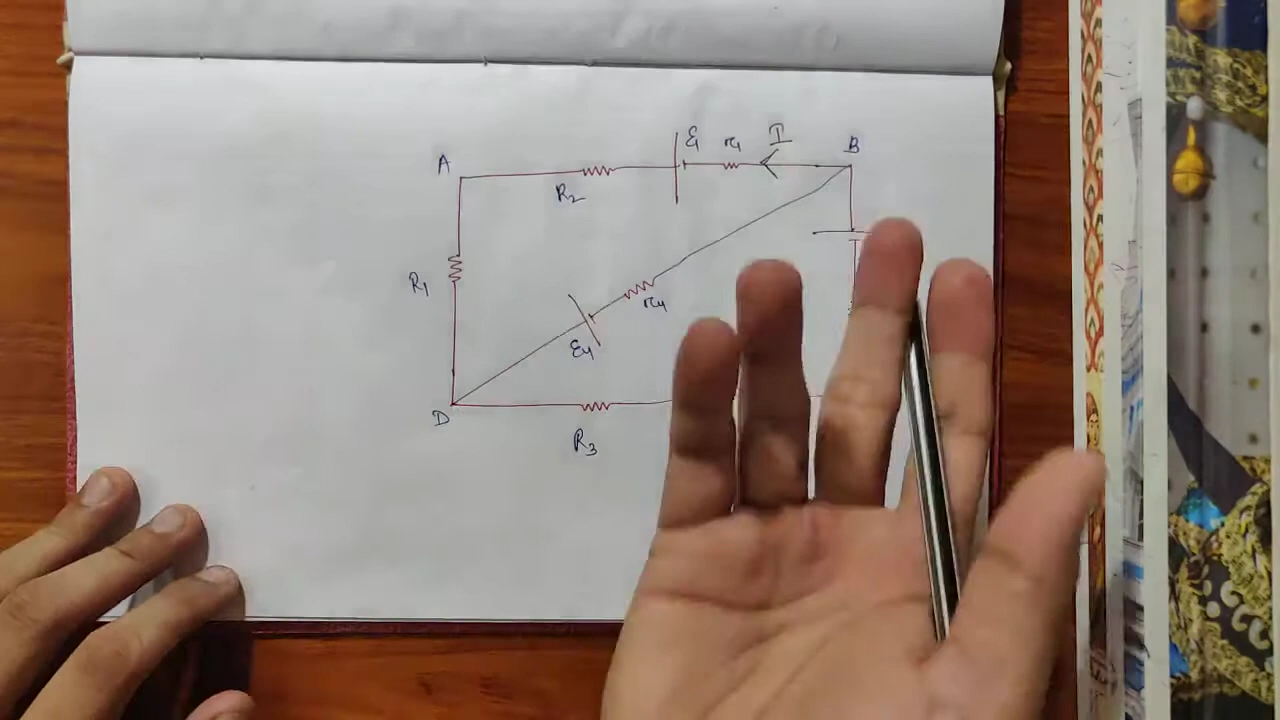 A
R₂
ε₁
r₁
I
B
R₁
r₄
ε₄
D
R₃